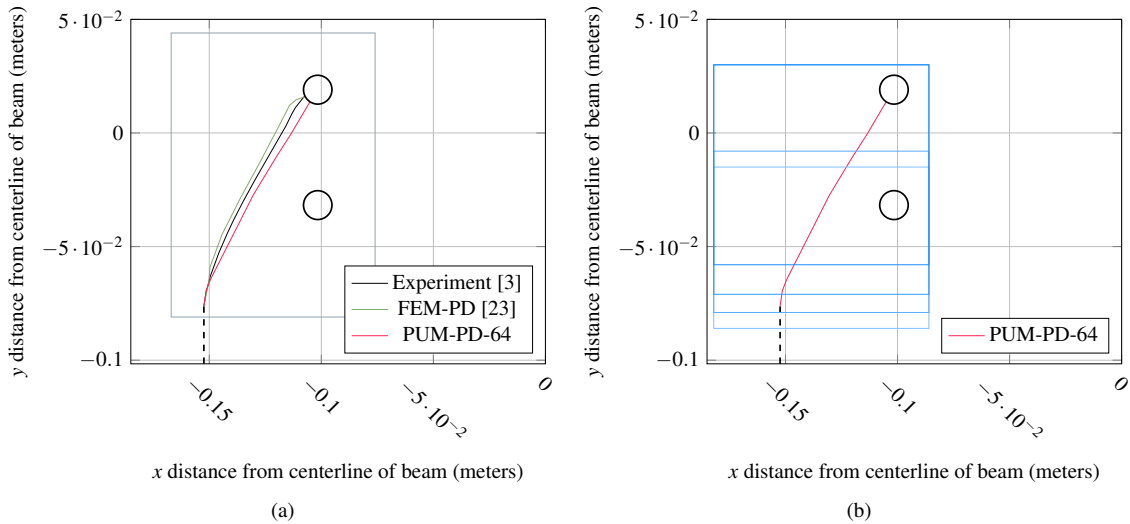 5·10⁻²
0
−5·10⁻²
−0.1
y distance from centerline of beam (meters)
Experiment [3]
FEM-PD [23]
PUM-PD-64
−0.15
−0.1
−5·10⁻²
0
x distance from centerline of beam (meters)
(a)
5·10⁻²
0
−5·10⁻²
−0.1
y distance from centerline of beam (meters)
PUM-PD-64
−0.15
−0.1
−5·10⁻²
0
x distance from centerline of beam (meters)
(b)